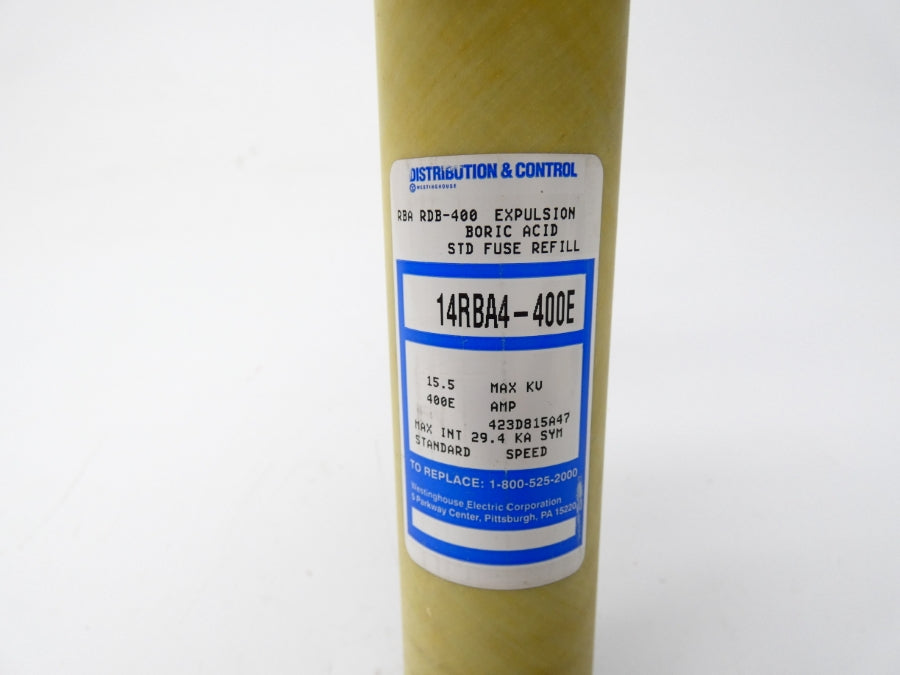 DISTRIBUTION & CONTROL
WESTINGHOUSE
RBA RDB-400 EXPULSION
BORIC ACID
STD FUSE REFILL
14RBA4-400E
15.5 MAX KV
400E AMP
423D815A47
MAX INT 29.4 KA SYM
STANDARD SPEED
TO REPLACE: 1-800-525-2000
Westinghouse Electric Corporation
5 Parkway Center, Pittsburgh, PA 15220